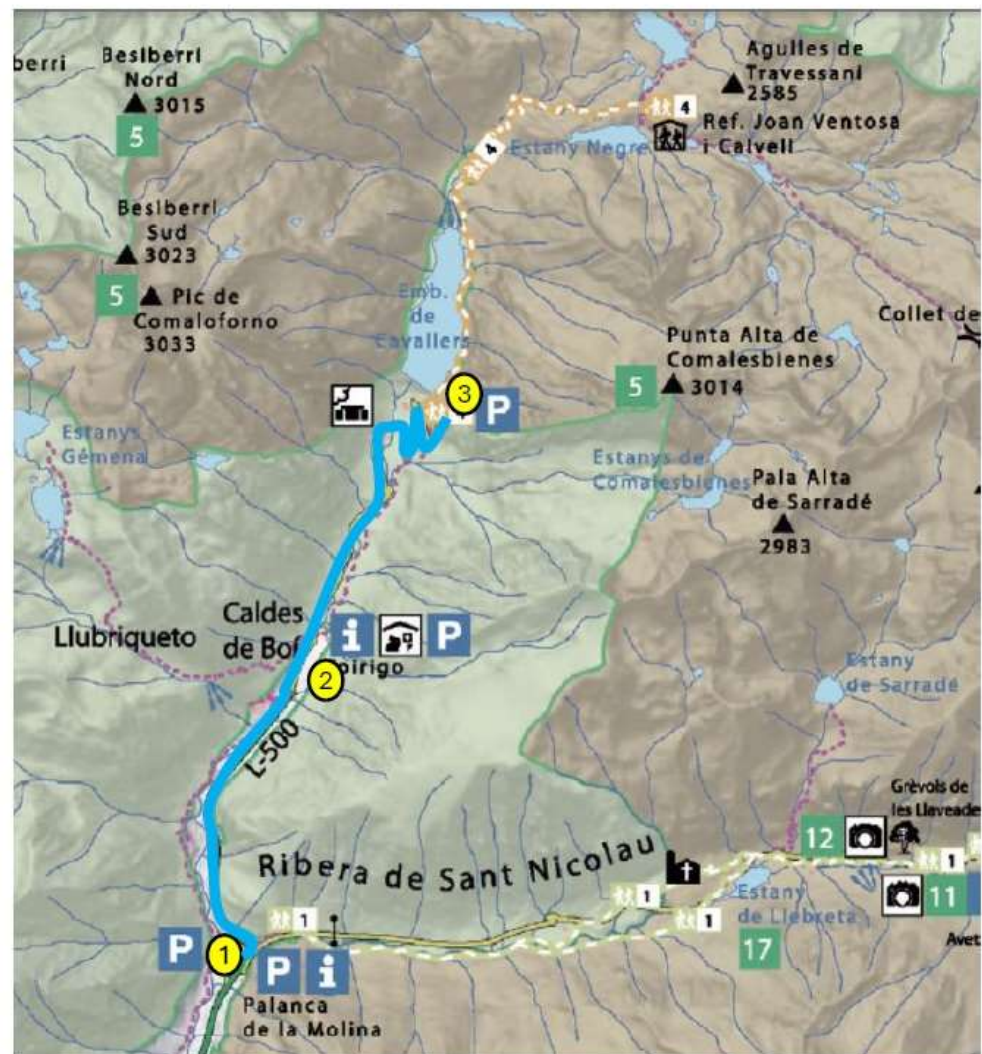 berri
Besiberri
Nord
3015
5
Besiberri
Sud
3023
5
Pic de
Comaloforno
3033
Agulles de
Travessani
2585
4
4
Estany Negre
Ref. Joan Ventosa
i Calvell
Emb.
de
Cavallers
Collet de
Punta Alta de
Comalesbienes
5
3014
3
P
Estanys
Gémena
Estanys de
Comalesbienes
Pala Alta
de Sarradé
2983
Caldes
de Boí
Llubriqueto
i
P
2
L-500
Estany
de Sarradé
Grèvols de
les Llaveade
12
1
11
Ribera de Sant Nicolau
1
1
1
Estany
de Llebreta
17
Avet
P
1
P
i
Palanca
de la Molina